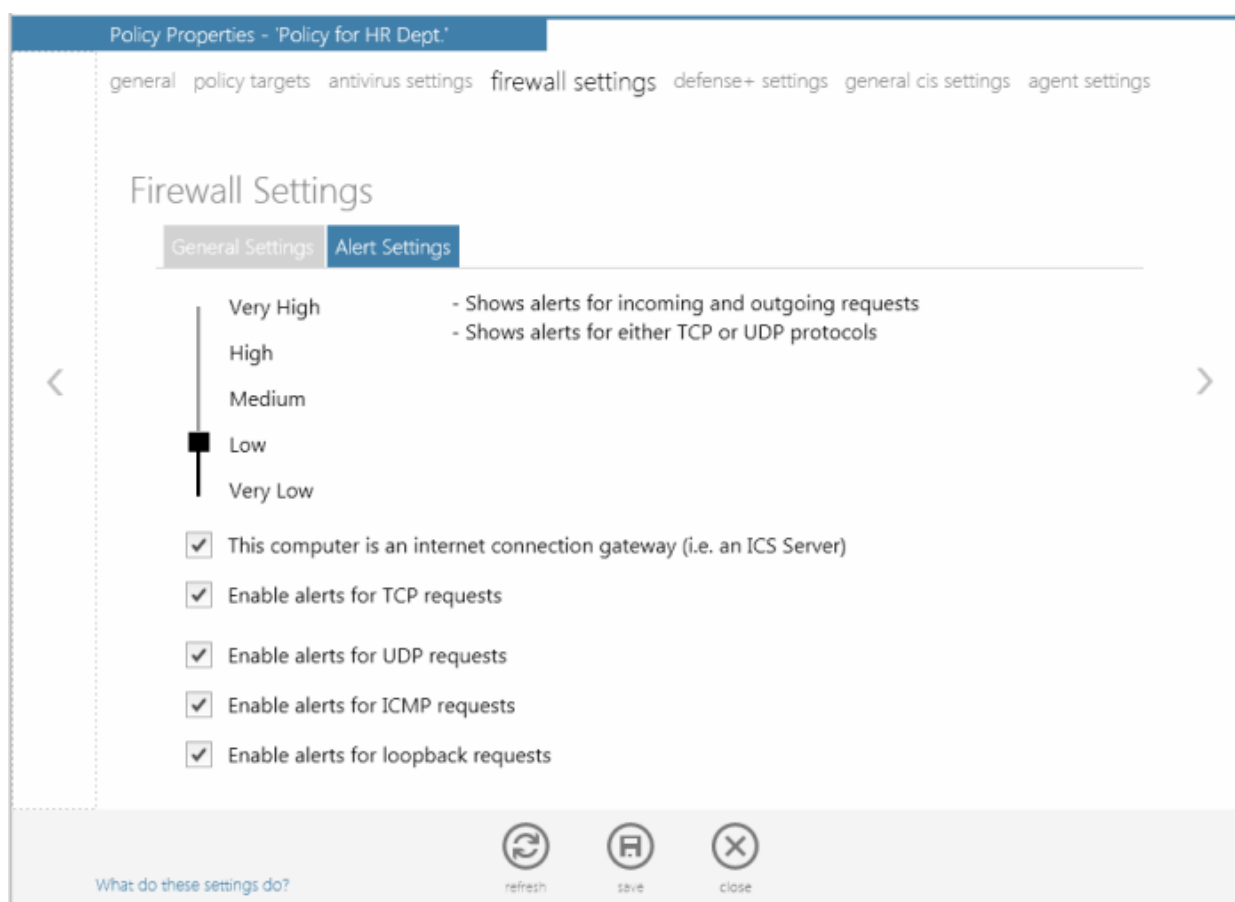 Policy Properties - 'Policy for HR Dept.'
general policy targets antivirus settings firewall settings defense+ settings general cis settings agent settings
Firewall Settings
General Settings Alert Settings
Very High
- Shows alerts for incoming and outgoing requests
- Shows alerts for either TCP or UDP protocols
High
Medium
Low
Very Low
This computer is an internet connection gateway (i.e. an ICS Server)
Enable alerts for TCP requests
Enable alerts for UDP requests
Enable alerts for ICMP requests
Enable alerts for loopback requests
What do these settings do?
refresh save close